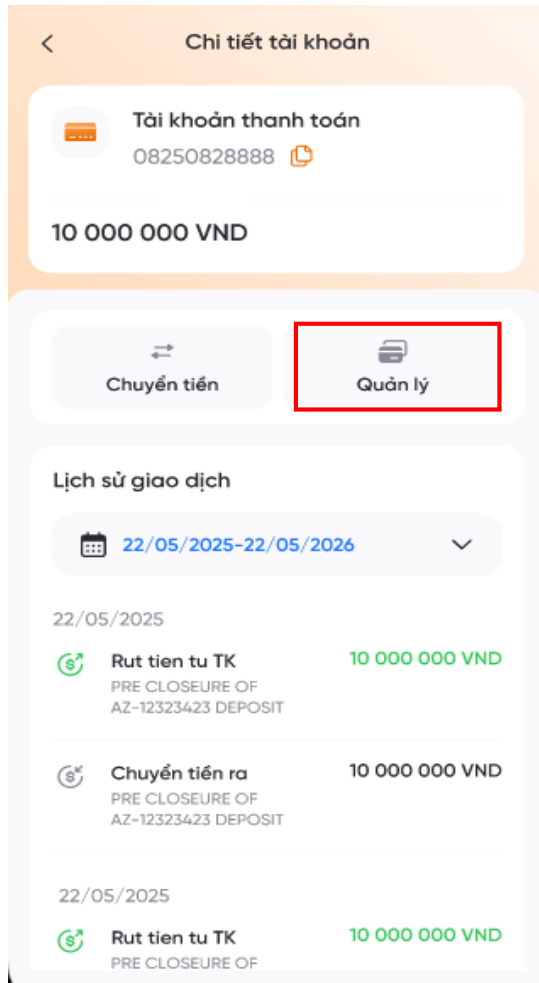 Chi tiết tài khoản
Tài khoản thanh toán
08250828888
10 000 000 VND
Chuyển tiền
Quản lý
Lịch sử giao dịch
22/05/2025-22/05/2026
22/05/2025
Rut tien tu TK 10 000 000 VND
PRE CLOSEURE OF
AZ-12323423 DEPOSIT
Chuyển tiền ra 10 000 000 VND
PRE CLOSEURE OF
AZ-12323423 DEPOSIT
22/05/2025
Rut tien tu TK 10 000 000 VND
PRE CLOSEURE OF